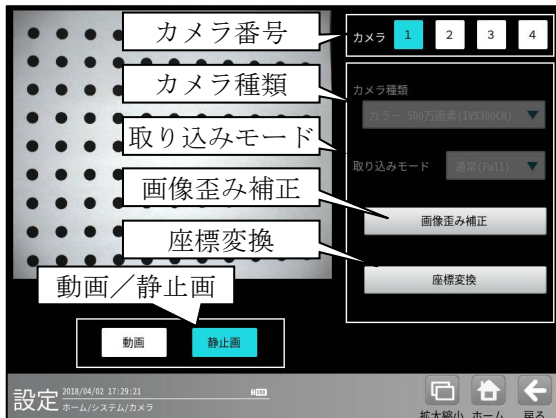 カメラ番号
カメラ 1 2 3 4
カメラ種類
カメラ種類
カラー 500万画素(IVS300CH)
取り込みモード
取り込みモード 通常(Full)
画像歪み補正
画像歪み補正
座標変換
座標変換
動画／静止画
動画 静止画
設定 2018/04/02 17:29:21
ホーム/システム/カメラ
拡大縮小 ホーム 戻る